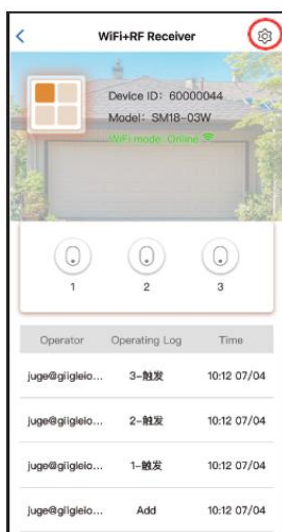 WiFi+RF Receiver
Device ID: 60000044
Model: SM18-03W
WiFi mode: Online
1 2 3
Operator Operating Log Time
juge@giigleio... 3-触发 10:12 07/04
juge@giigleio... 2-触发 10:12 07/04
juge@giigleio... 1-触发 10:12 07/04
juge@giigleio... Add 10:12 07/04